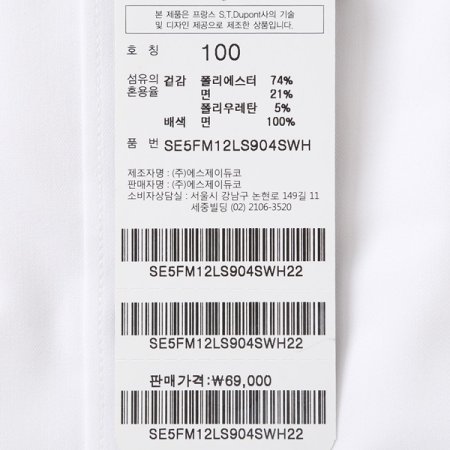 본 제품은 프랑스 S.T.Dupont사의 기술
및 디자인 제공으로 제조한 상품입니다.
호 칭 100
섬유의 혼용율 겉감 폴리에스터 74%
면 21%
폴리우레탄 5%
배색 면 100%
품 번 SE5FM12LS904SWH
제조자명 : (주)에스제이듀코
판매자명 : (주)에스제이듀코
소비자상담실 : 서울시 강남구 논현로 149길 11
세중빌딩 (02) 2106-3520
SE5FM12LS904SWH22
SE5FM12LS904SWH22
판매가격:₩69,000
SE5FM12LS904SWH22